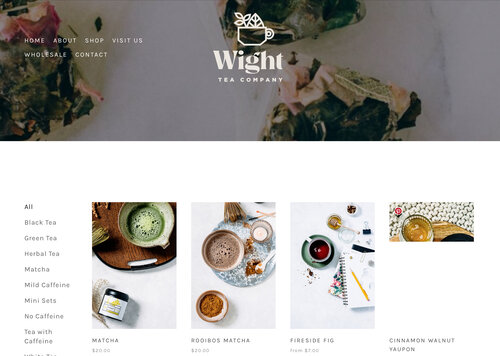 HOME ABOUT SHOP VISIT US
WHOLESALE CONTACT
Wight
TEA COMPANY
All
Black Tea
Green Tea
Herbal Tea
Matcha
Mild Caffeine
Mini Sets
No Caffeine
Tea with
Caffeine
White Tea
MATCHA
$20.00
ROOIBOS MATCHA
$20.00
FIRESIDE FIG
from $7.00
CINNAMON WALNUT
YAUPON